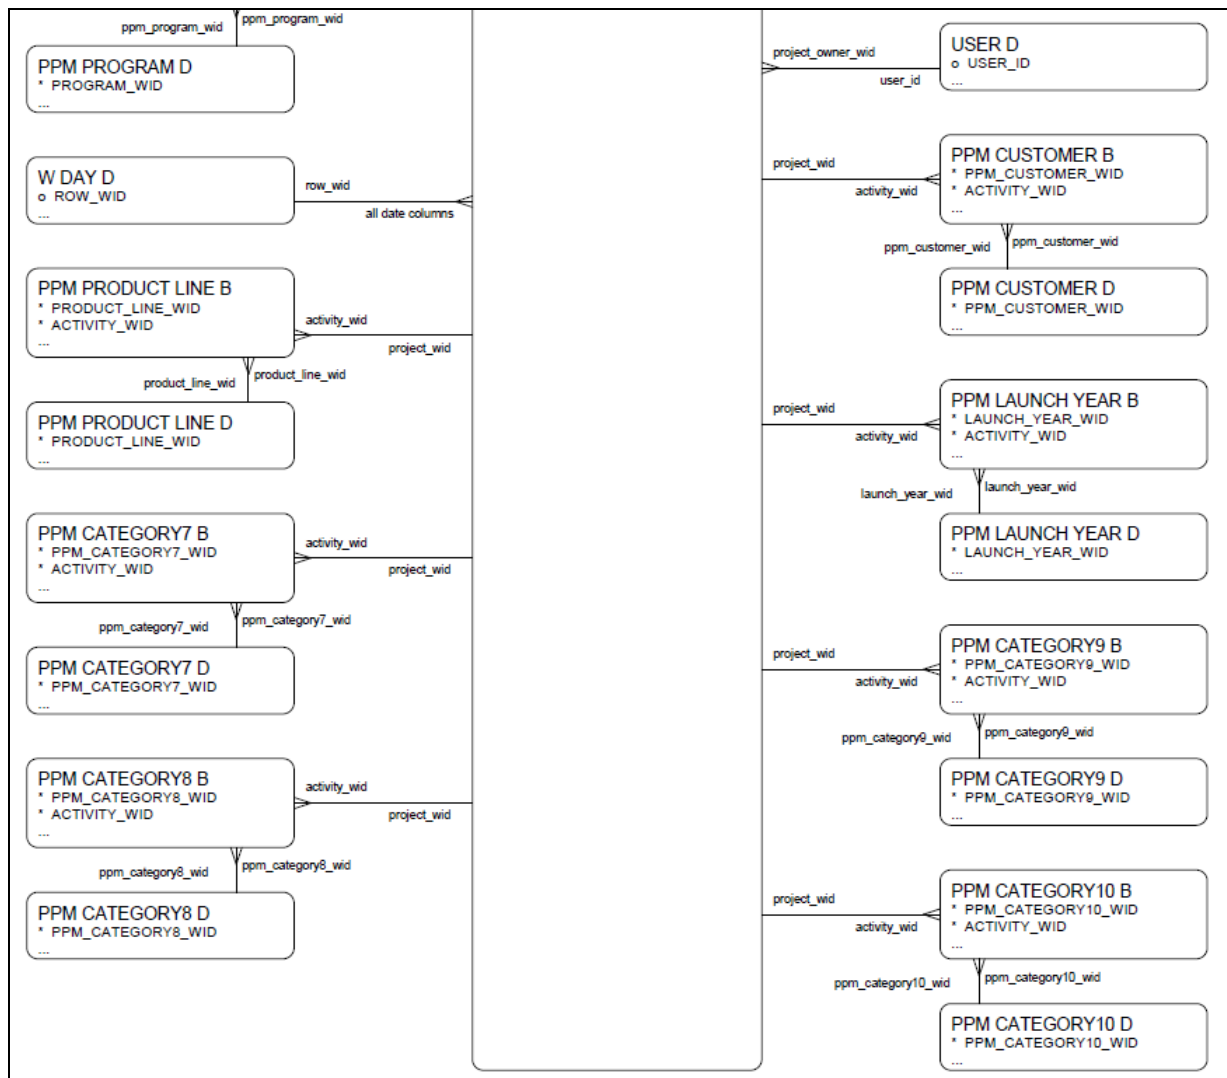 ppm_program_wid
ppm_program_wid
PPM PROGRAM D
* PROGRAM_WID
...
W DAY D
o ROW_WID
...
row_wid
all date columns
PPM PRODUCT LINE B
* PRODUCT_LINE_WID
* ACTIVITY_WID
...
activity_wid
project_wid
product_line_wid
product_line_wid
PPM PRODUCT LINE D
* PRODUCT_LINE_WID
...
PPM CATEGORY7 B
* PPM_CATEGORY7_WID
* ACTIVITY_WID
...
activity_wid
project_wid
ppm_category7_wid
ppm_category7_wid
PPM CATEGORY7 D
* PPM_CATEGORY7_WID
...
PPM CATEGORY8 B
* PPM_CATEGORY8_WID
* ACTIVITY_WID
...
activity_wid
project_wid
ppm_category8_wid
ppm_category8_wid
PPM CATEGORY8 D
* PPM_CATEGORY8_WID
...
project_owner_wid
user_id
USER D
o USER_ID
...
project_wid
activity_wid
PPM CUSTOMER B
* PPM_CUSTOMER_WID
* ACTIVITY_WID
...
ppm_customer_wid
ppm_customer_wid
PPM CUSTOMER D
* PPM_CUSTOMER_WID
...
project_wid
activity_wid
PPM LAUNCH YEAR B
* LAUNCH_YEAR_WID
* ACTIVITY_WID
...
launch_year_wid
launch_year_wid
PPM LAUNCH YEAR D
* LAUNCH_YEAR_WID
...
project_wid
activity_wid
PPM CATEGORY9 B
* PPM_CATEGORY9_WID
* ACTIVITY_WID
...
ppm_category9_wid
ppm_category9_wid
PPM CATEGORY9 D
* PPM_CATEGORY9_WID
...
project_wid
activity_wid
PPM CATEGORY10 B
* PPM_CATEGORY10_WID
* ACTIVITY_WID
...
ppm_category10_wid
ppm_category10_wid
PPM CATEGORY10 D
* PPM_CATEGORY10_WID
...